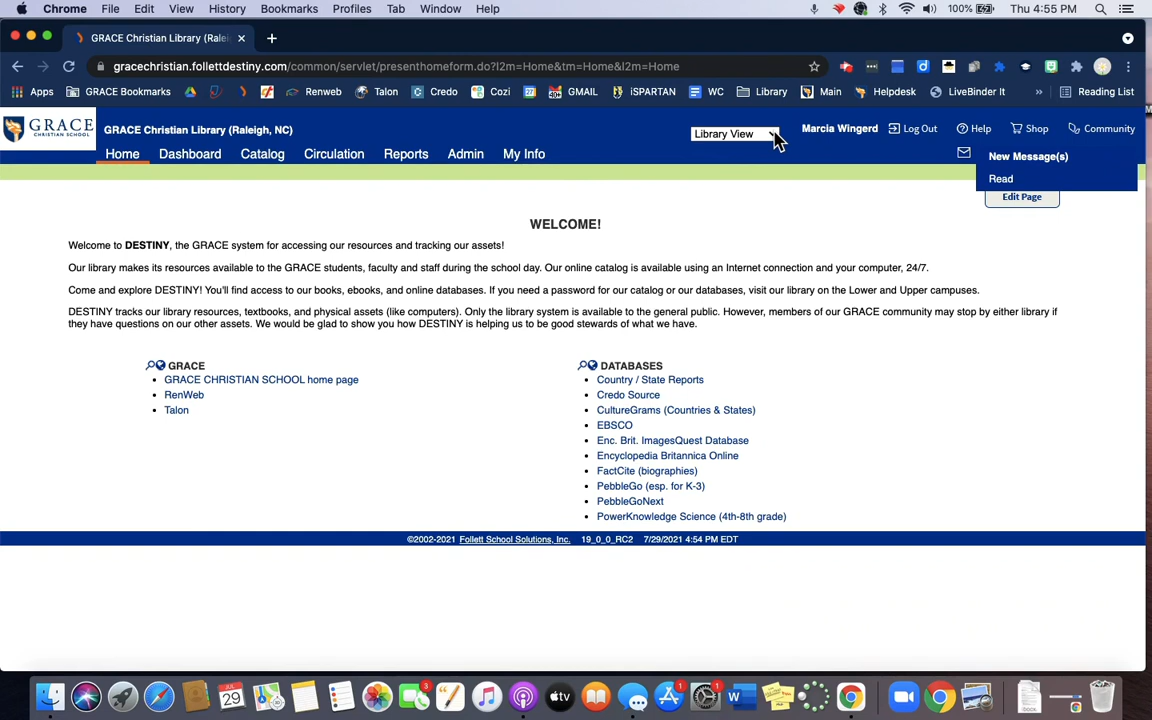 Chrome File Edit View History Bookmarks Profiles Tab Window Help 100% Thu 4:55 PM
GRACE Christian Library (Ralei
gracechristian.follettdestiny.com/common/servlet/presenthomeform.do?l2m=Home&tm=Home&l2m=Home
Apps GRACE Bookmarks Renweb Talon Credo Cozi GMAIL iSPARTAN WC Library Main Helpdesk LiveBinder It » Reading List
GRACE
CHRISTIAN SCHOOL
GRACE Christian Library (Raleigh, NC)
Library View Marcia Wingerd Log Out Help Shop Community
Home Dashboard Catalog Circulation Reports Admin My Info
New Message(s)
Read
Edit Page
WELCOME!
Welcome to DESTINY, the GRACE system for accessing our resources and tracking our assets!
Our library makes its resources available to the GRACE students, faculty and staff during the school day. Our online catalog is available using an Internet connection and your computer, 24/7.
Come and explore DESTINY! You'll find access to our books, ebooks, and online databases. If you need a password for our catalog or our databases, visit our library on the Lower and Upper campuses.
DESTINY tracks our library resources, textbooks, and physical assets (like computers). Only the library system is available to the general public. However, members of our GRACE community may stop by either library if
they have questions on our other assets. We would be glad to show you how DESTINY is helping us to be good stewards of what we have.
GRACE
GRACE CHRISTIAN SCHOOL home page
RenWeb
Talon
DATABASES
Country / State Reports
Credo Source
CultureGrams (Countries & States)
EBSCO
Enc. Brit. ImagesQuest Database
Encyclopedia Britannica Online
FactCite (biographies)
PebbleGo (esp. for K-3)
PebbleGoNext
PowerKnowledge Science (4th-8th grade)
©2002-2021 Follett School Solutions, Inc. 19_0_0_RC2 7/29/2021 4:54 PM EDT
JUL
29
3
tv
1
1
W